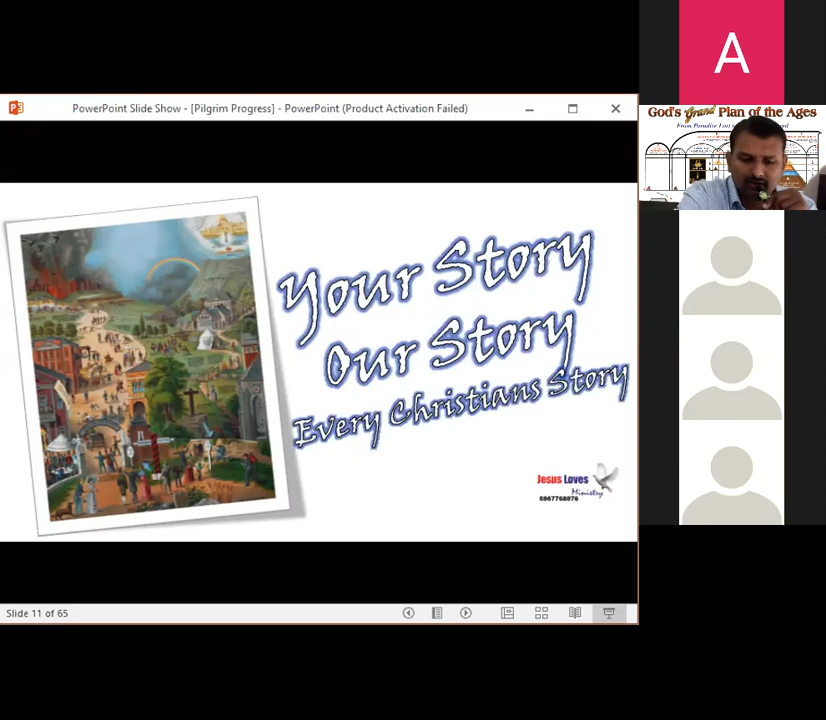 PowerPoint Slide Show - [Pilgrim Progress] - PowerPoint (Product Activation Failed)
A
God's Grand Plan of the Ages
Your Story
Our Story
Every Christians Story
Jesus Loves
Ministry
8867768876
Slide 11 of 65